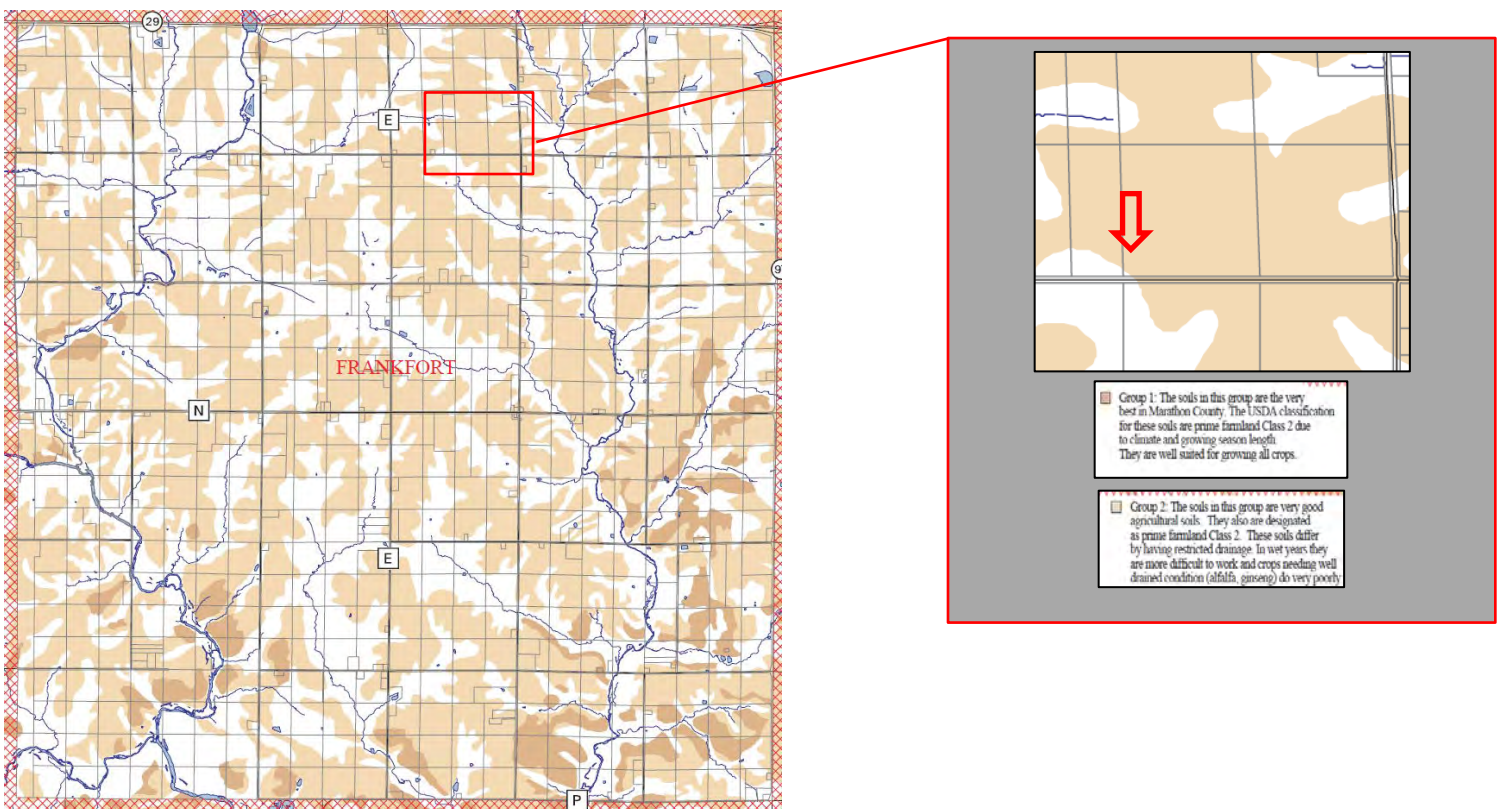 29
E
9
FRANKFORT
N
E
P
Group 1: The soils in this group are the very
best in Marathon County. The USDA classification
for these soils are prime farmland Class 2 due
to climate and growing season length.
They are well suited for growing all crops.
Group 2: The soils in this group are very good
agricultural soils. They also are designated
as prime farmland Class 2. These soils differ
by having restricted drainage. In wet years they
are more difficult to work and crops needing well
drained condition (alfalfa, ginseng) do very poorly